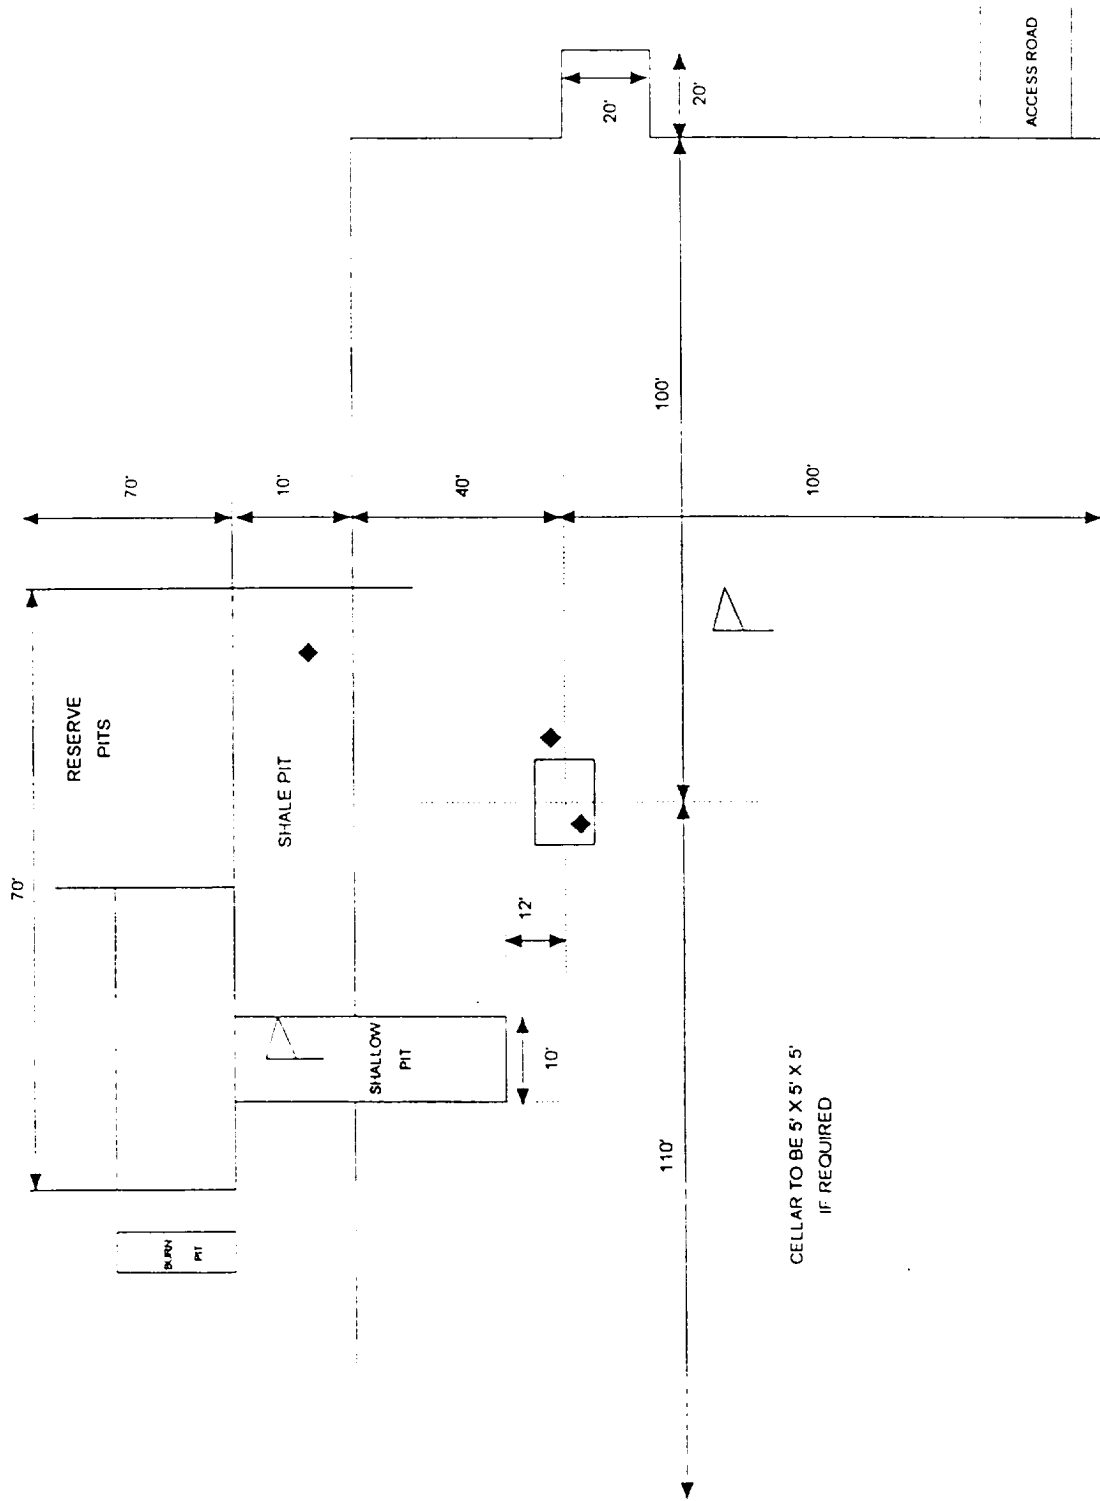 ACCESS ROAD
20'
20'
100'
70'
10'
40'
100'
RESERVE
PITS
SHALE PIT
70'
12'
SHALLOW
PIT
10'
110'
CELLAR TO BE 5' X 5' X 5'
IF REQUIRED
BURN
PIT